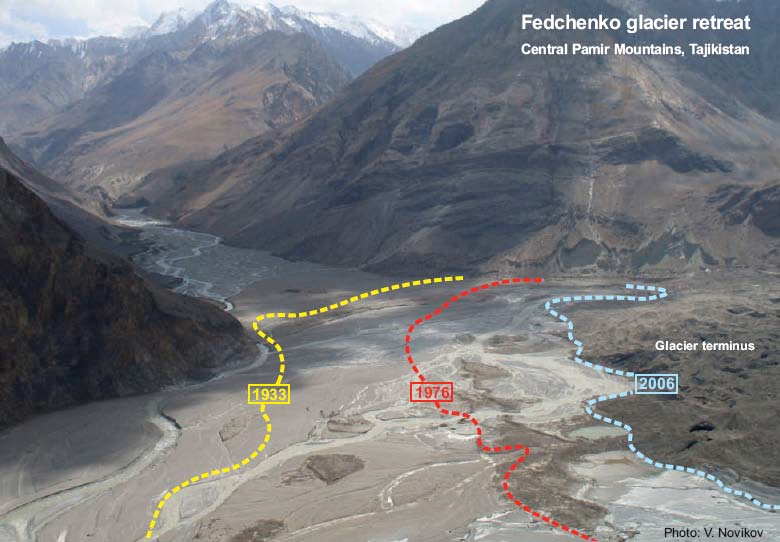 Fedchenko glacier retreat
Central Pamir Mountains, Tajikistan
Glacier terminus
1933
1976
2006
Photo: V. Novikov